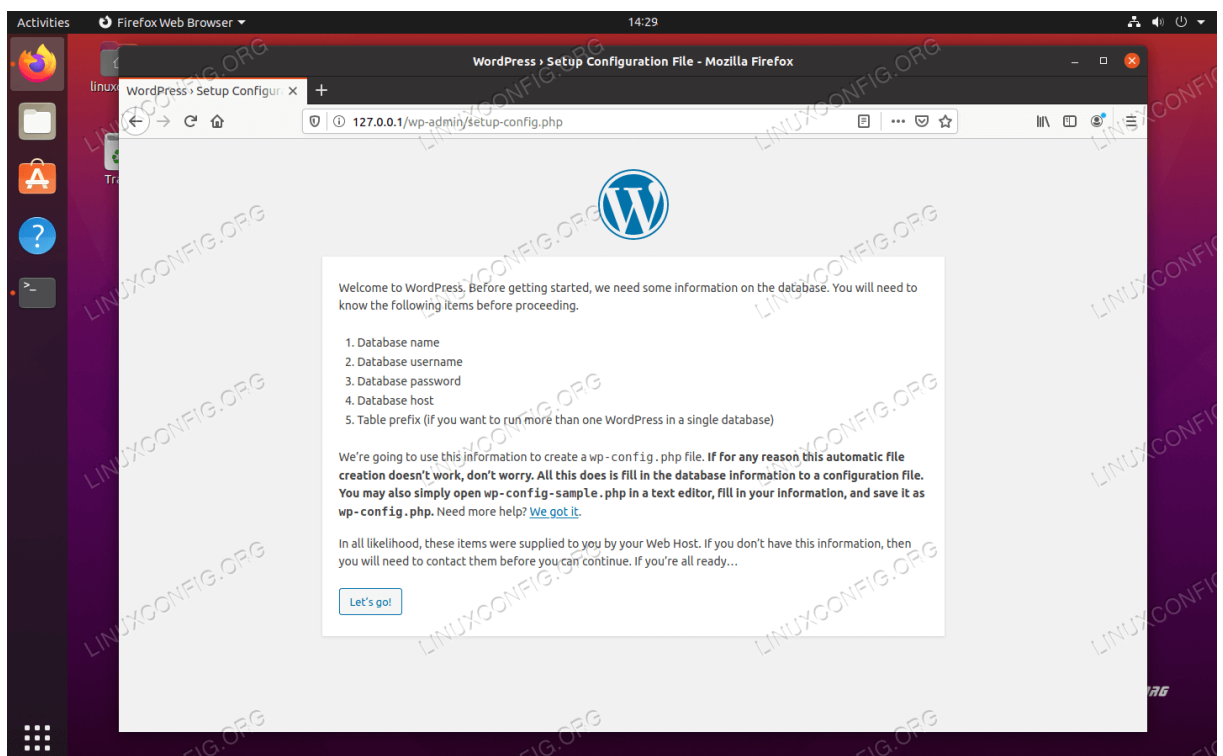 Activities Firefox Web Browser 14:29
WordPress › Setup Configuration File - Mozilla Firefox
WordPress › Setup Configur
127.0.0.1/wp-admin/setup-config.php
Welcome to WordPress. Before getting started, we need some information on the database. You will need to
know the following items before proceeding.
1. Database name
2. Database username
3. Database password
4. Database host
5. Table prefix (if you want to run more than one WordPress in a single database)
We’re going to use this information to create a wp-config.php file. If for any reason this automatic file
creation doesn’t work, don’t worry. All this does is fill in the database information to a configuration file.
You may also simply open wp-config-sample.php in a text editor, fill in your information, and save it as
wp-config.php. Need more help? We got it.
In all likelihood, these items were supplied to you by your Web Host. If you don’t have this information, then
you will need to contact them before you can continue. If you’re all ready…
Let’s go!
LINUXCONFIG.ORG